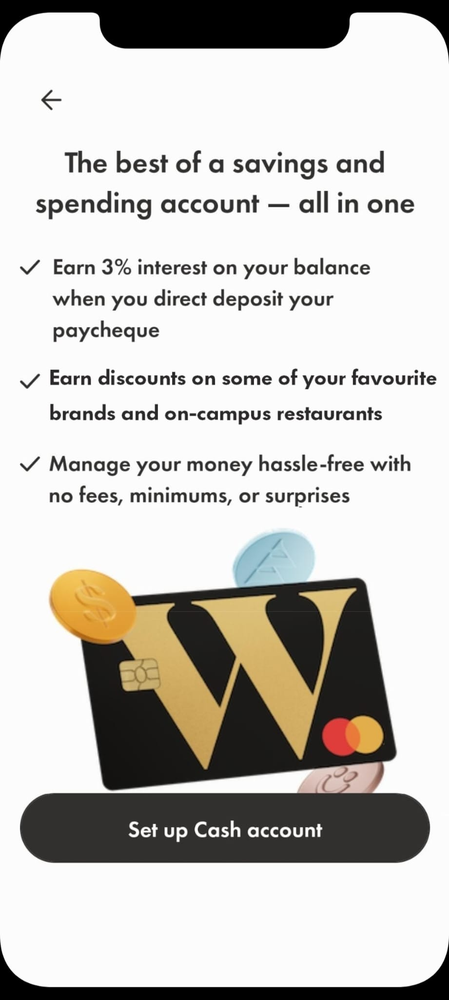 The best of a savings and
spending account — all in one
Earn 3% interest on your balance
when you direct deposit your
paycheque
Earn discounts on some of your favourite
brands and on-campus restaurants
Manage your money hassle-free with
no fees, minimums, or surprises
$
W
Set up Cash account